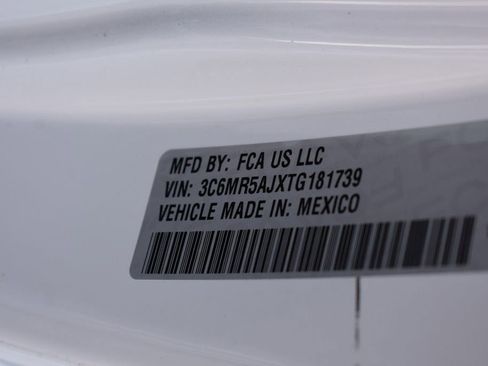 MFD BY: FCA US LLC
VIN: 3C6MR5AJXTG181739
VEHICLE MADE IN: MEXICO